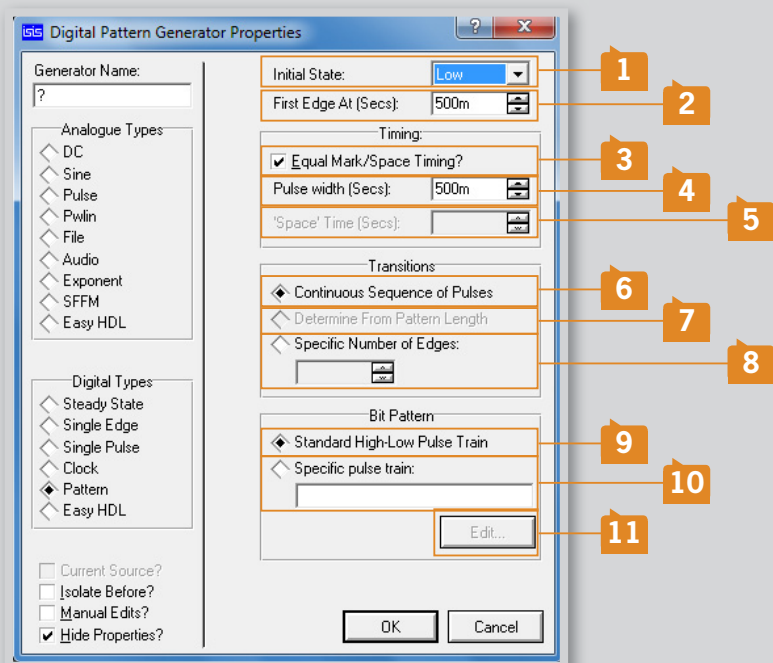 isis Digital Pattern Generator Properties
Generator Name:
?
Analogue Types
DC
Sine
Pulse
Pwlin
File
Audio
Exponent
SFFM
Easy HDL
Digital Types
Steady State
Single Edge
Single Pulse
Clock
Pattern
Easy HDL
Current Source?
Isolate Before?
Manual Edits?
Hide Properties?
Initial State: Low 1
First Edge At (Secs): 500m 2
Timing:
Equal Mark/Space Timing? 3
Pulse width (Secs): 500m 4
'Space' Time (Secs): 5
Transitions
Continuous Sequence of Pulses 6
Determine From Pattern Length 7
Specific Number of Edges: 8
Bit Pattern
Standard High-Low Pulse Train 9
Specific pulse train: 10
Edit... 11
OK Cancel